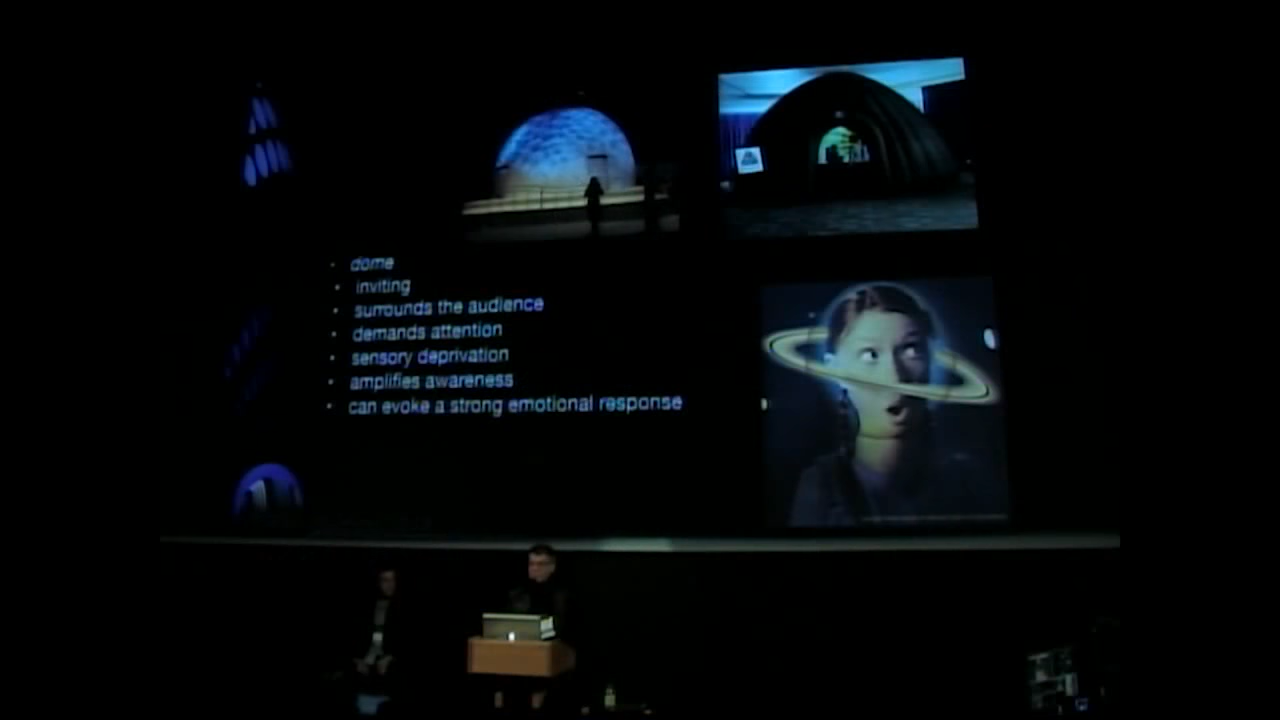 • dome
• inviting
• surrounds the audience
• demands attention
• sensory deprivation
• amplifies awareness
• can evoke a strong emotional response